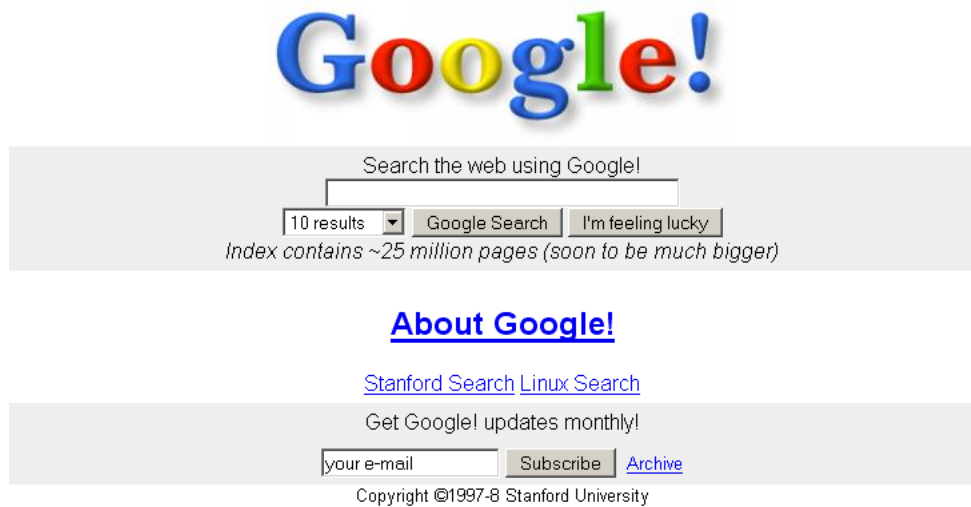 Google!
Search the web using Google!
10 results Google Search I'm feeling lucky
Index contains ~25 million pages (soon to be much bigger)
About Google!
Stanford Search Linux Search
Get Google! updates monthly!
your e-mail Subscribe Archive
Copyright ©1997-8 Stanford University